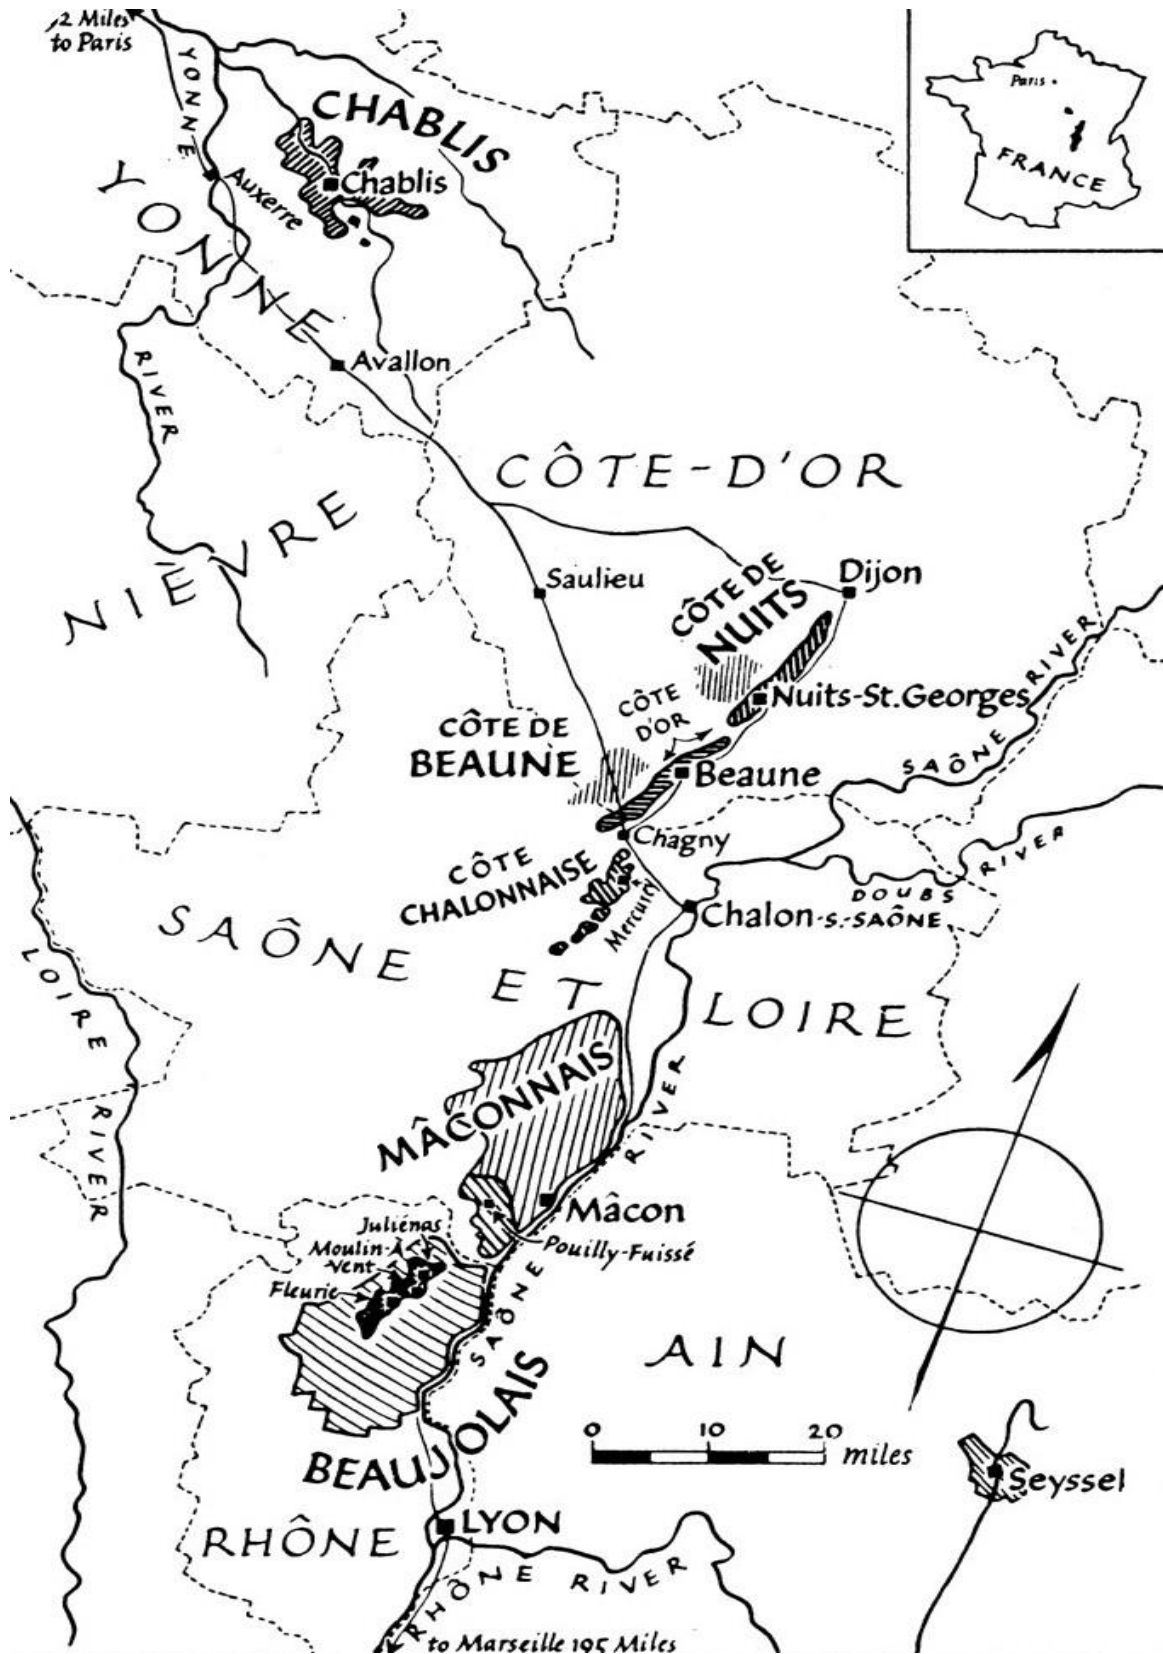 2 Miles
to Paris
YONNE
CHABLIS
Chablis
Auxerre
YONNE
Paris
FRANCE
RIVER
Avallon
CÔTE-D'OR
NIÈVRE
Saulieu
CÔTE DE
NUITS
Dijon
CÔTE
D'OR
Nuits-St.Georges
RIVER
SAÔNE
CÔTE DE
BEAUNE
Beaune
Chagny
CÔTE
CHALONNAISE
Mercurey
DOUBS
RIVER
Chalon-s.-SAÔNE
SAÔNE ET LOIRE
LOIRE
RIVER
MÂCONNAIS
RIVER
Mâcon
Pouilly-Fuissé
Juliénas
Moulin-À-
Vent
Fleurie
SAÔNE
AIN
BEAUJOLAIS
0 10 20 miles
Seyssel
RHÔNE
LYON
RHÔNE RIVER
to Marseille 195 Miles